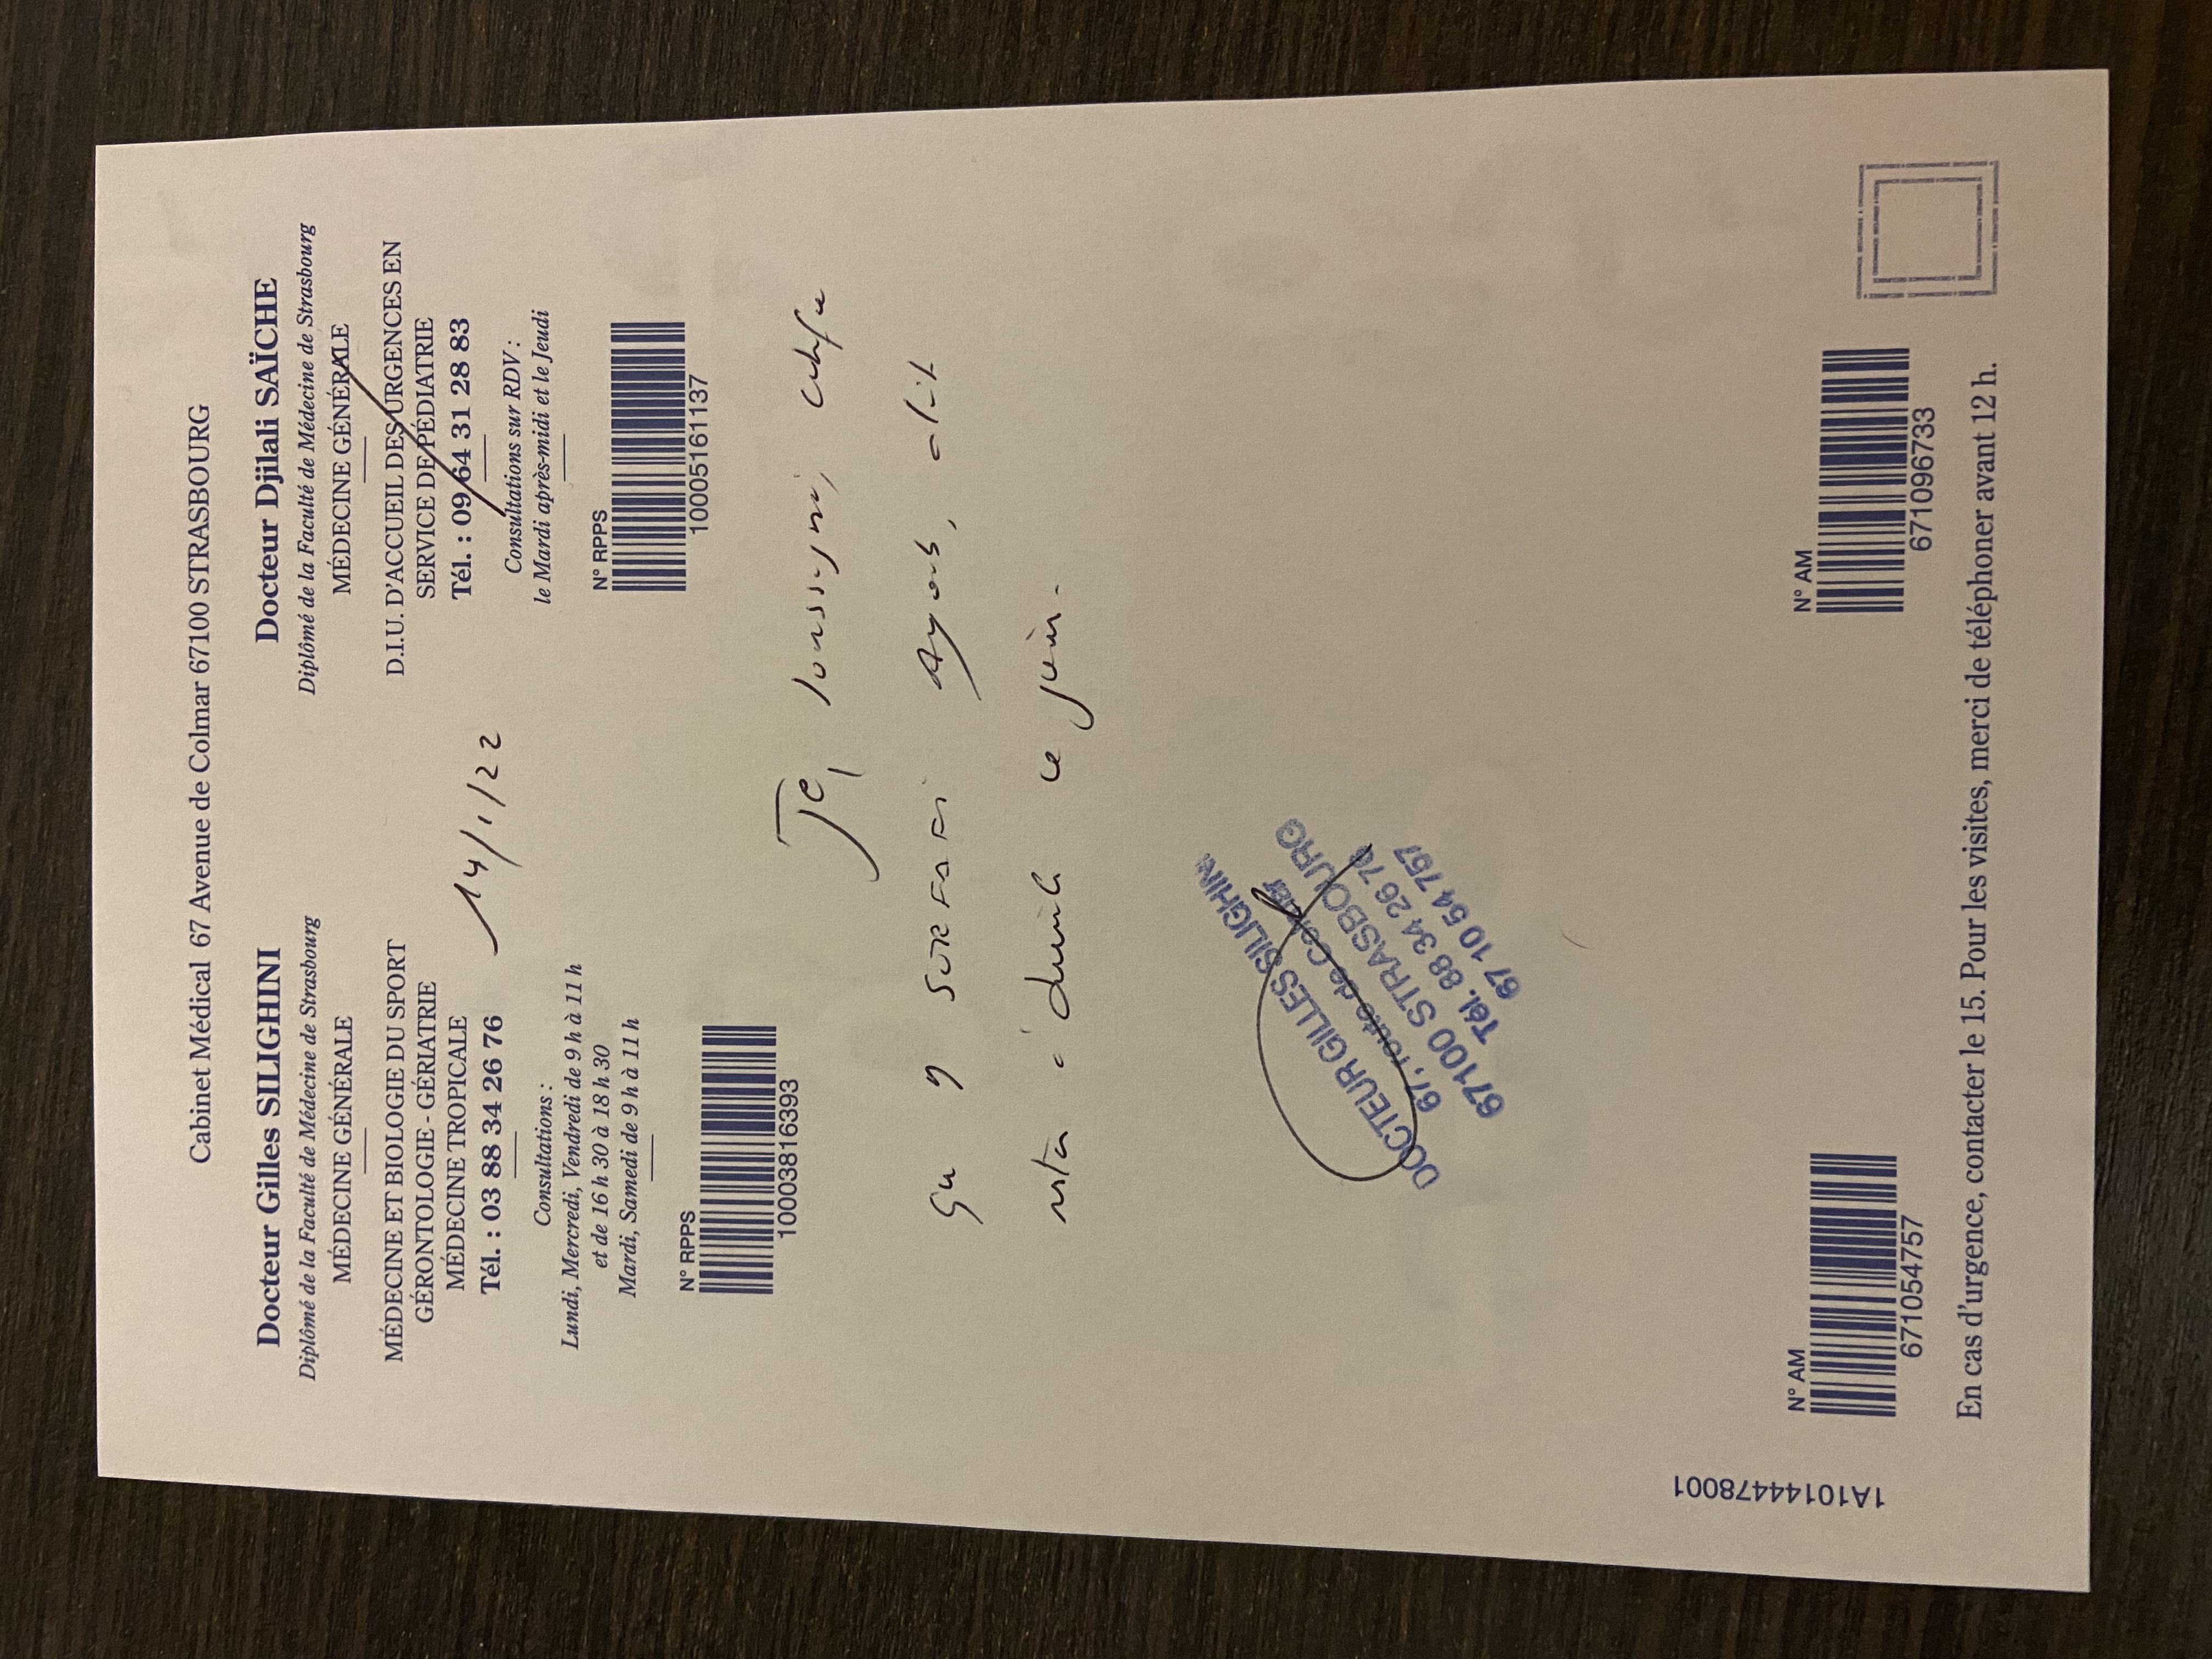 Cabinet Médical 67 Avenue de Colmar 67100 STRASBOURG
Docteur Gilles SILIGHINI
Diplômé de la Faculté de Médecine de Strasbourg
MÉDECINE GÉNÉRALE
MÉDECINE ET BIOLOGIE DU SPORT
GÉRONTOLOGIE - GÉRIATRIE
MÉDECINE TROPICALE
Tél. : 03 88 34 26 76
Consultations :
Lundi, Mercredi, Vendredi de 9 h à 11 h
et de 16 h 30 à 18 h 30
Mardi, Samedi de 9 h à 11 h
N° RPPS
10003816393
Docteur Djilali SAÏCHE
Diplômé de la Faculté de Médecine de Strasbourg
MÉDECINE GÉNÉRALE
D.I.U. D'ACCUEIL DES URGENCES EN
SERVICE DE PÉDIATRIE
Tél. : 09 64 31 28 83
Consultations sur RDV :
le Mardi après-midi et le Jeudi
N° RPPS
10005161137
14/1/22
Je, soussigné, certifie
que Ayoub, doit
rester à domicile ce jour.
DOCTEUR GILLES SILIGHINI
67, route de Colmar
67100 STRASBOURG
Tél. 88 34 26 76
67 10 54 757
1A1014478001
N° AM
671054757
N° AM
671096733
En cas d'urgence, contacter le 15. Pour les visites, merci de téléphoner avant 12 h.